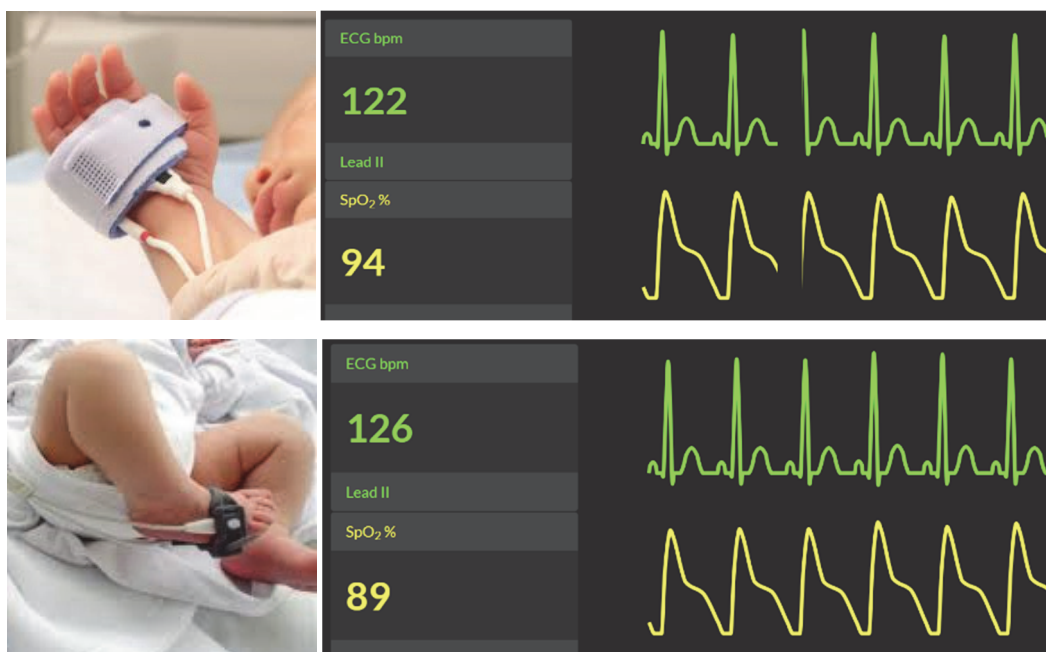 ECG bpm
122
Lead II
SpO₂ %
94
ECG bpm
126
Lead II
SpO₂ %
89